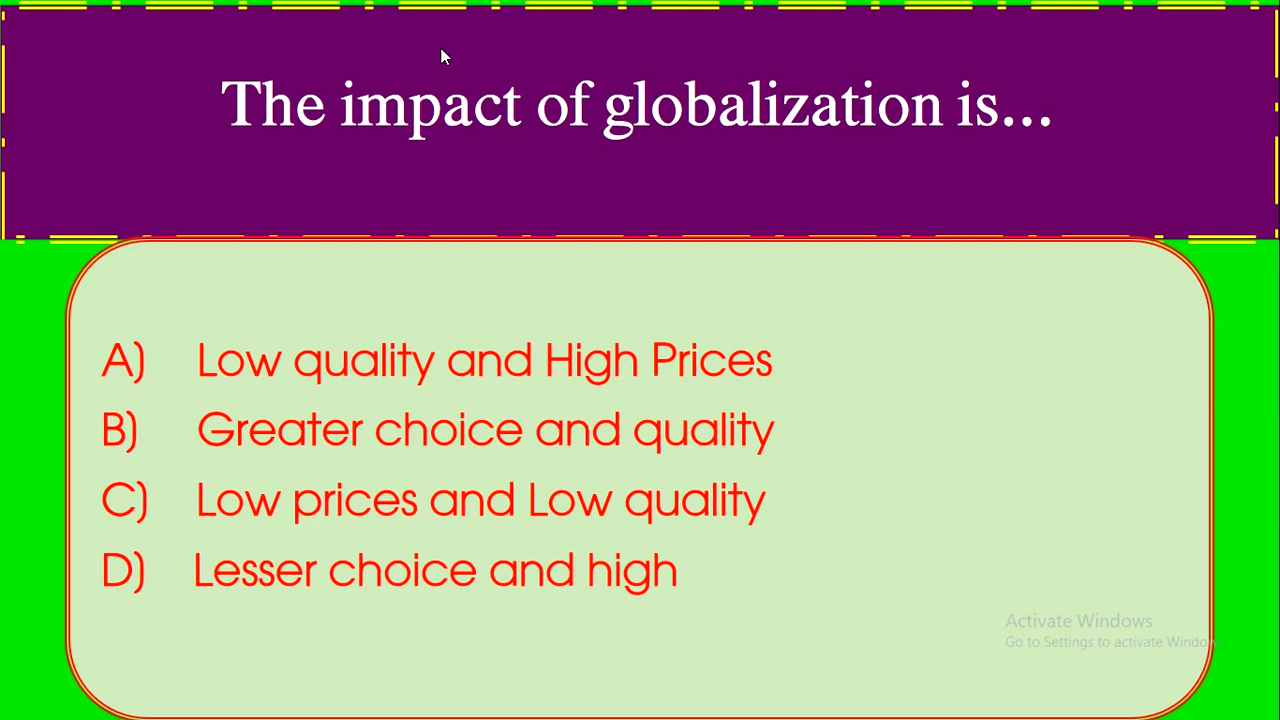 The impact of globalization is...
A) Low quality and High Prices
B) Greater choice and quality
C) Low prices and Low quality
D) Lesser choice and high
Activate Windows
Go to Settings to activate Windows.